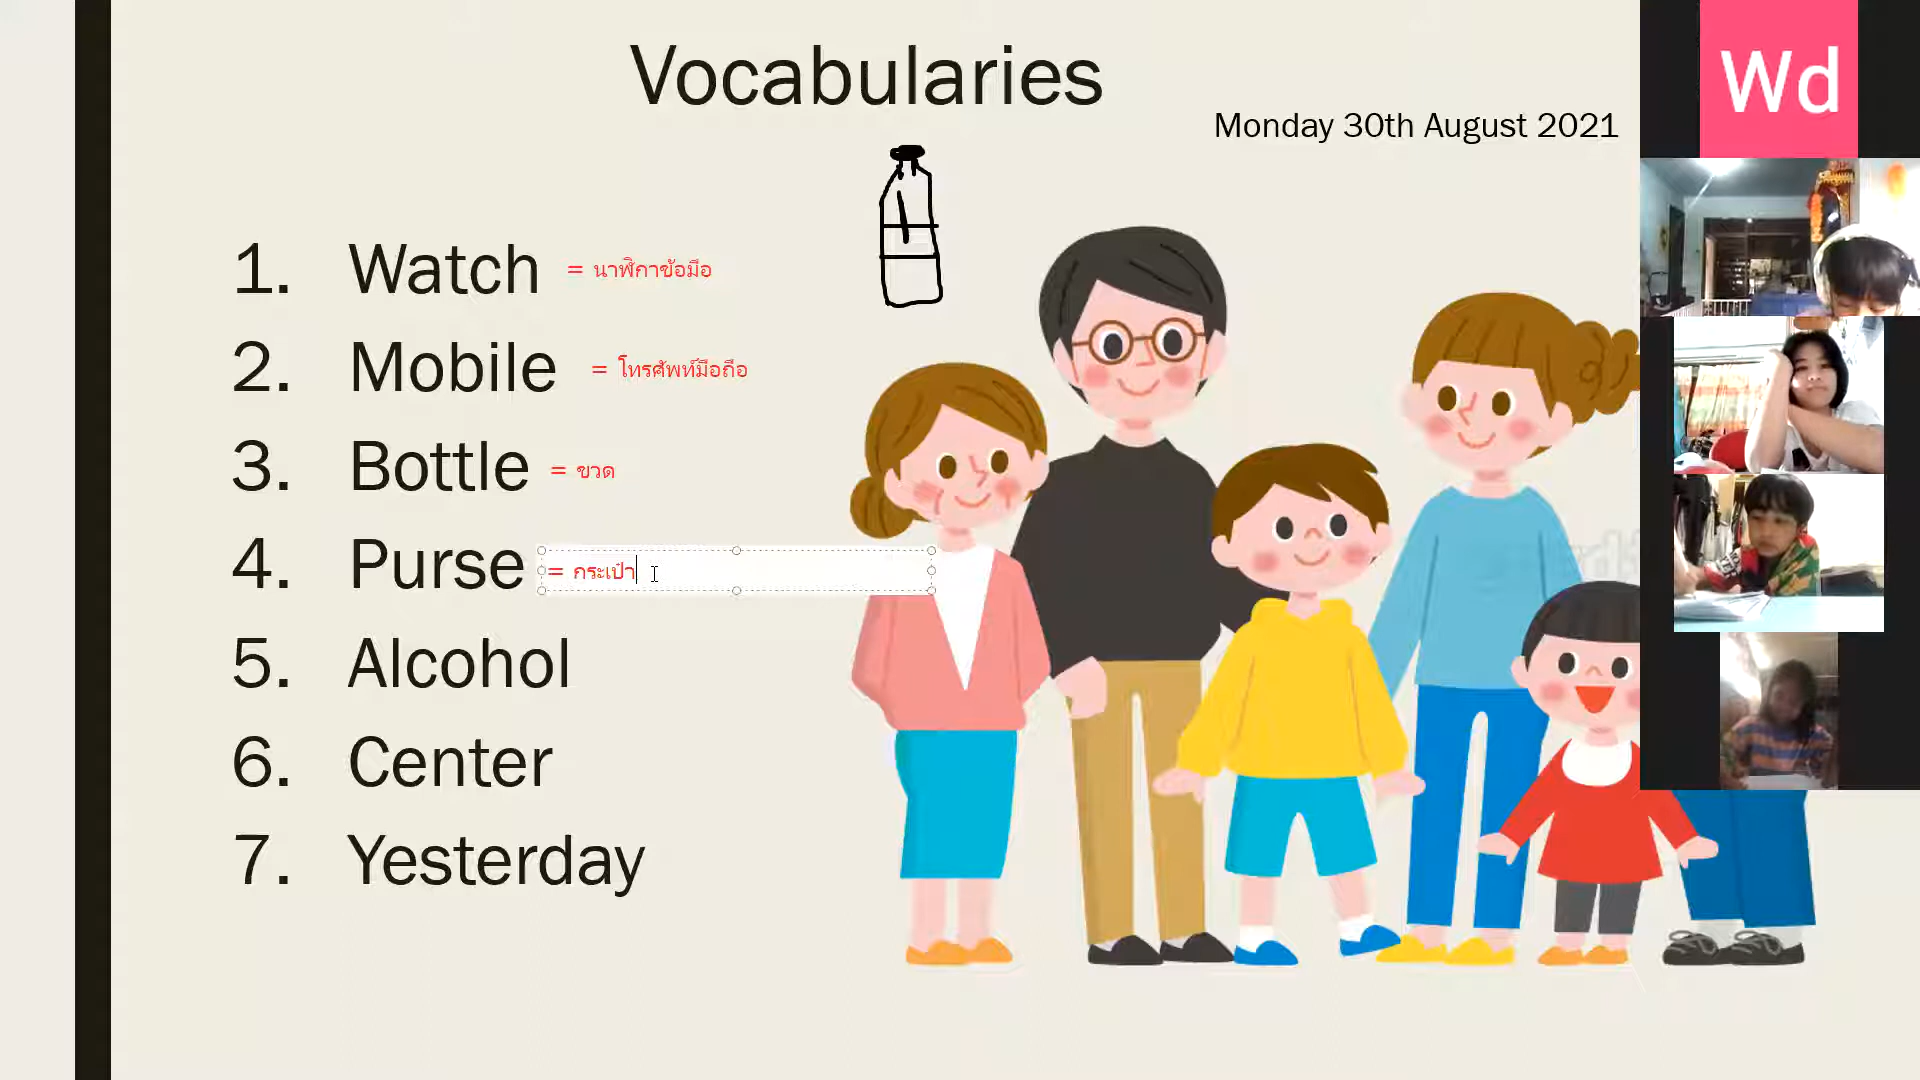 Vocabularies
Monday 30th August 2021
1. Watch = นาฬิกาข้อมือ
2. Mobile = โทรศัพท์มือถือ
3. Bottle = ขวด
4. Purse = กระเป๋า
5. Alcohol
6. Center
7. Yesterday
Wd